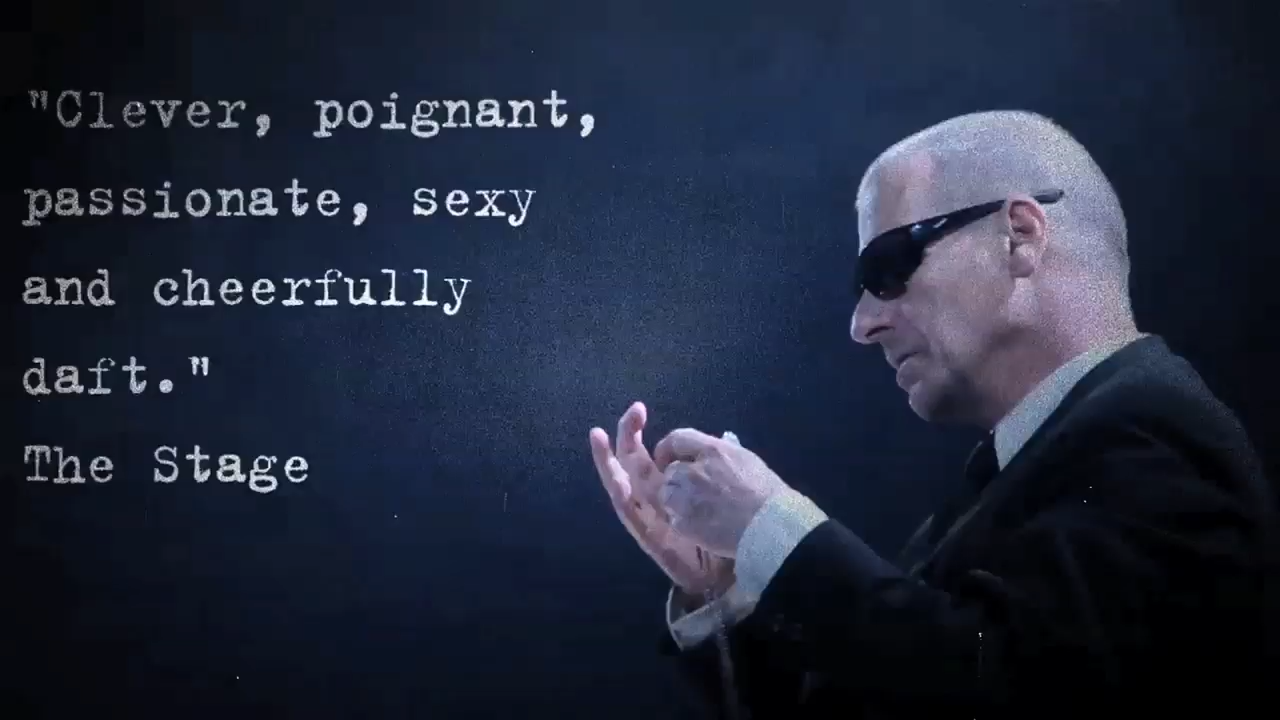 "Clever, poignant,
passionate, sexy
and cheerfully
daft."
The Stage